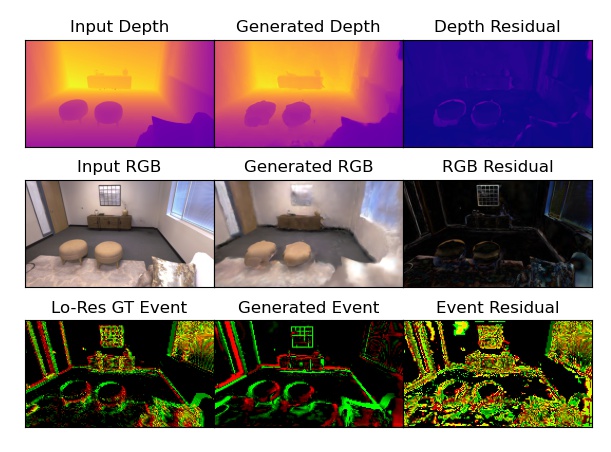 Input Depth
Generated Depth
Depth Residual
Input RGB
Generated RGB
RGB Residual
Lo-Res GT Event
Generated Event
Event Residual